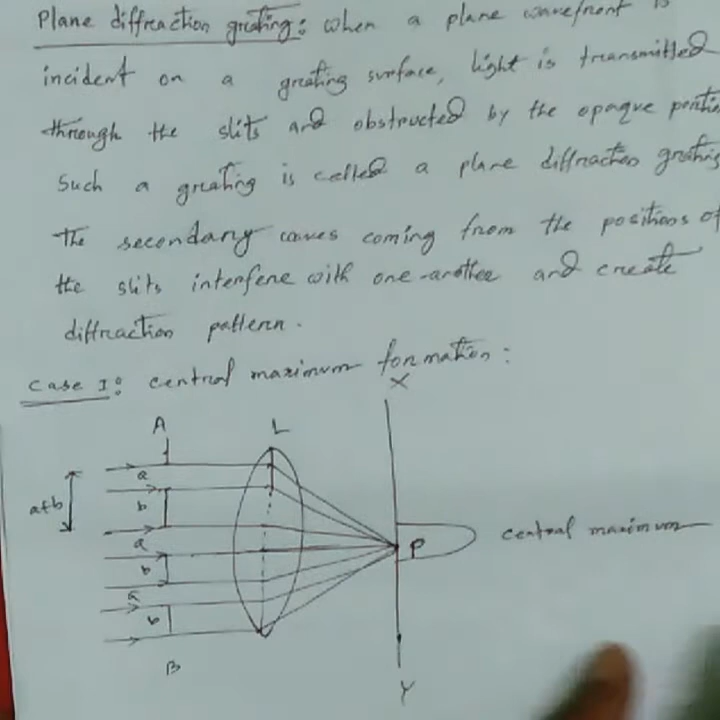 Plane diffraction grating: When a plane wavefront is
incident on a grating surface, light is transmitted
through the slits and obstructed by the opaque portio
Such a grating is called a plane diffraction grating
The secondary waves coming from the positions of
the slits interfere with one-another and create
diffraction pattern.
Case I: central maximum formation:
X
A
L
a
a+b
b
central maximum
a
P
b
a
b
B
Y